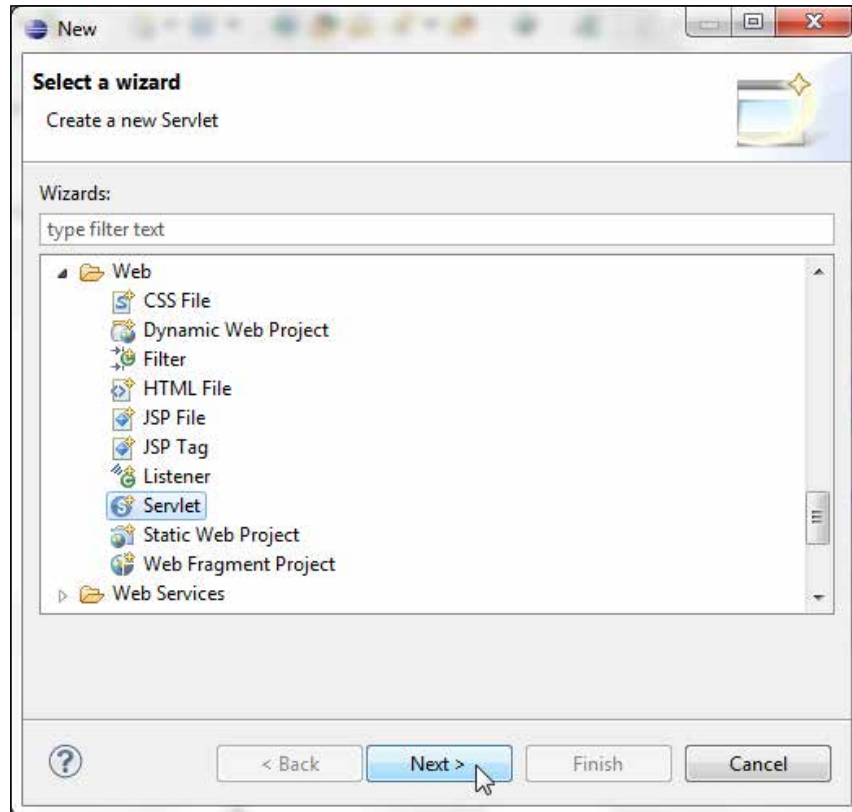 New
Select a wizard
Create a new Servlet
Wizards:
type filter text
Web
CSS File
Dynamic Web Project
Filter
HTML File
JSP File
JSP Tag
Listener
Servlet
Static Web Project
Web Fragment Project
Web Services
< Back Next > Finish Cancel